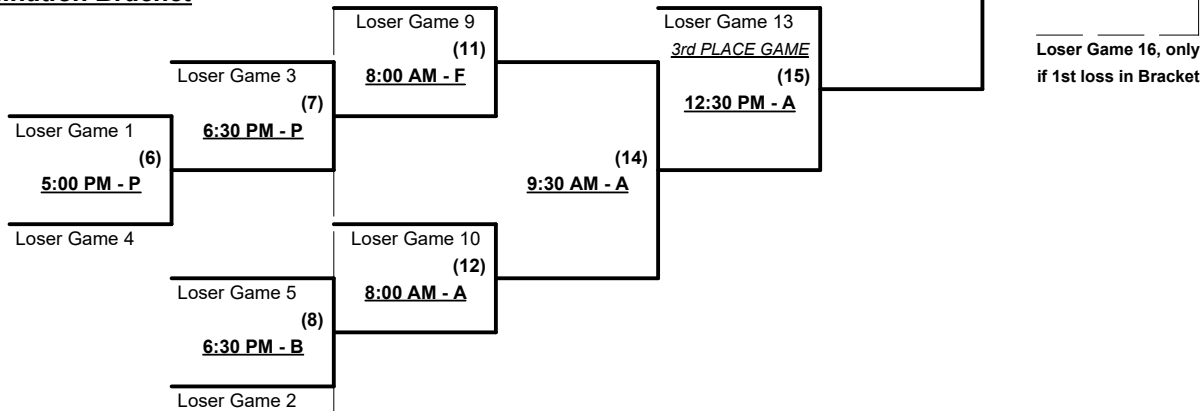 Loser Game 9
(11)
8:00 AM - F
Loser Game 13
3rd PLACE GAME
(15)
12:30 PM - A
Loser Game 16, only
if 1st loss in Bracket
Loser Game 3
(7)
6:30 PM - P
Loser Game 1
(6)
5:00 PM - P
Loser Game 4
(14)
9:30 AM - A
Loser Game 10
(12)
8:00 AM - A
Loser Game 5
(8)
6:30 PM - B
Loser Game 2